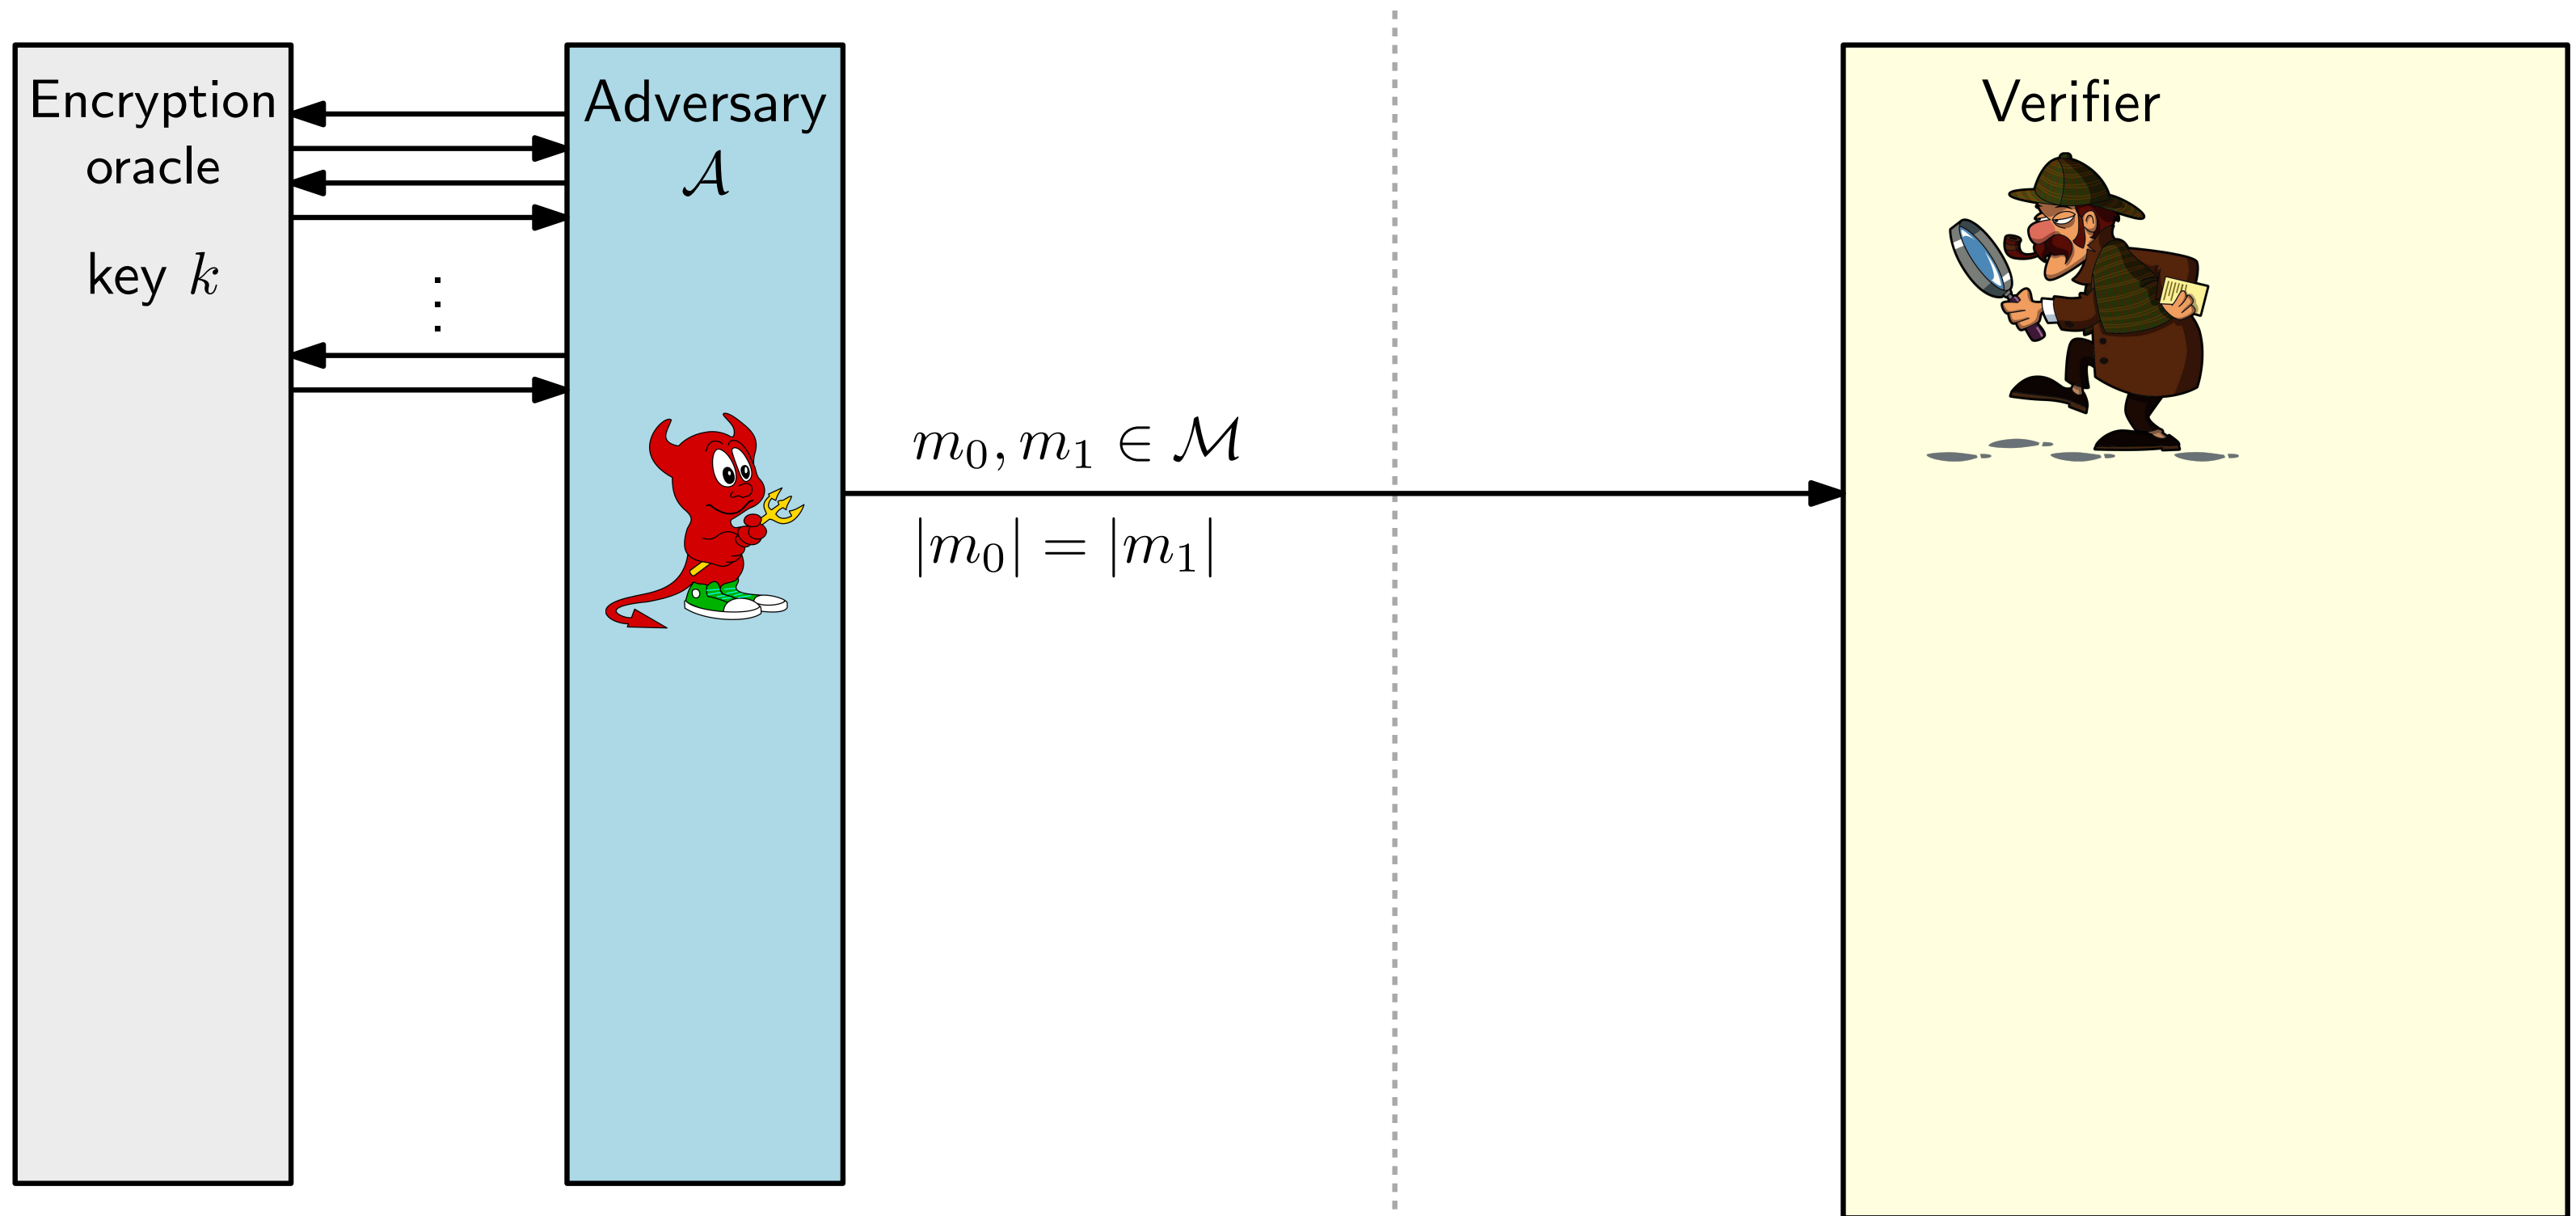 Encryption
oracle
key k
Adversary
𝒜
⋮
m₀, m₁ ∈ ℳ
|m₀| = |m₁|
Verifier